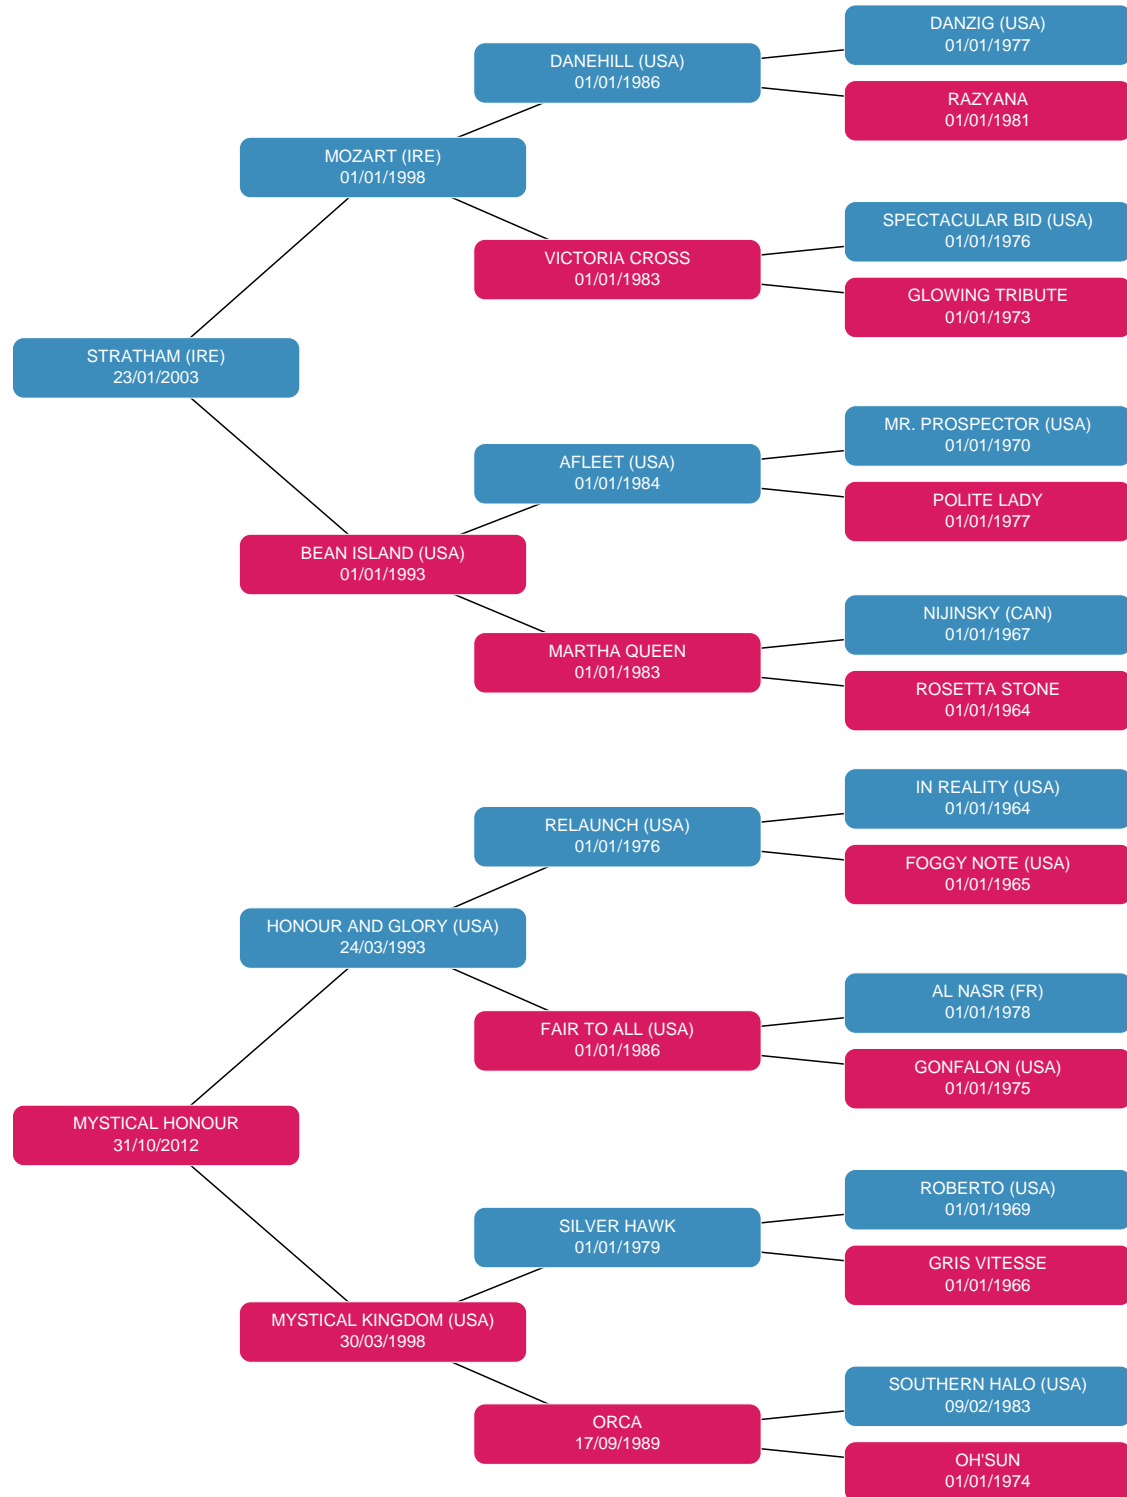 DANZIG (USA)
01/01/1977
DANEHILL (USA)
01/01/1986
RAZYANA
01/01/1981
MOZART (IRE)
01/01/1998
SPECTACULAR BID (USA)
01/01/1976
VICTORIA CROSS
01/01/1983
GLOWING TRIBUTE
01/01/1973
STRATHAM (IRE)
23/01/2003
MR. PROSPECTOR (USA)
01/01/1970
AFLEET (USA)
01/01/1984
POLITE LADY
01/01/1977
BEAN ISLAND (USA)
01/01/1993
NIJINSKY (CAN)
01/01/1967
MARTHA QUEEN
01/01/1983
ROSETTA STONE
01/01/1964
IN REALITY (USA)
01/01/1964
RELAUNCH (USA)
01/01/1976
FOGGY NOTE (USA)
01/01/1965
HONOUR AND GLORY (USA)
24/03/1993
AL NASR (FR)
01/01/1978
FAIR TO ALL (USA)
01/01/1986
GONFALON (USA)
01/01/1975
MYSTICAL HONOUR
31/10/2012
ROBERTO (USA)
01/01/1969
SILVER HAWK
01/01/1979
GRIS VITESSE
01/01/1966
MYSTICAL KINGDOM (USA)
30/03/1998
SOUTHERN HALO (USA)
09/02/1983
ORCA
17/09/1989
OH'SUN
01/01/1974